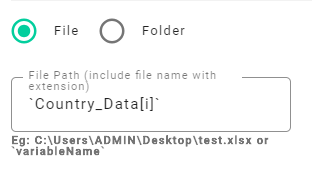 File Folder
File Path (include file name with
extension)
`Country_Data[i]`
Eg: C:\Users\ADMIN\Desktop\test.xlsx or
`variableName`